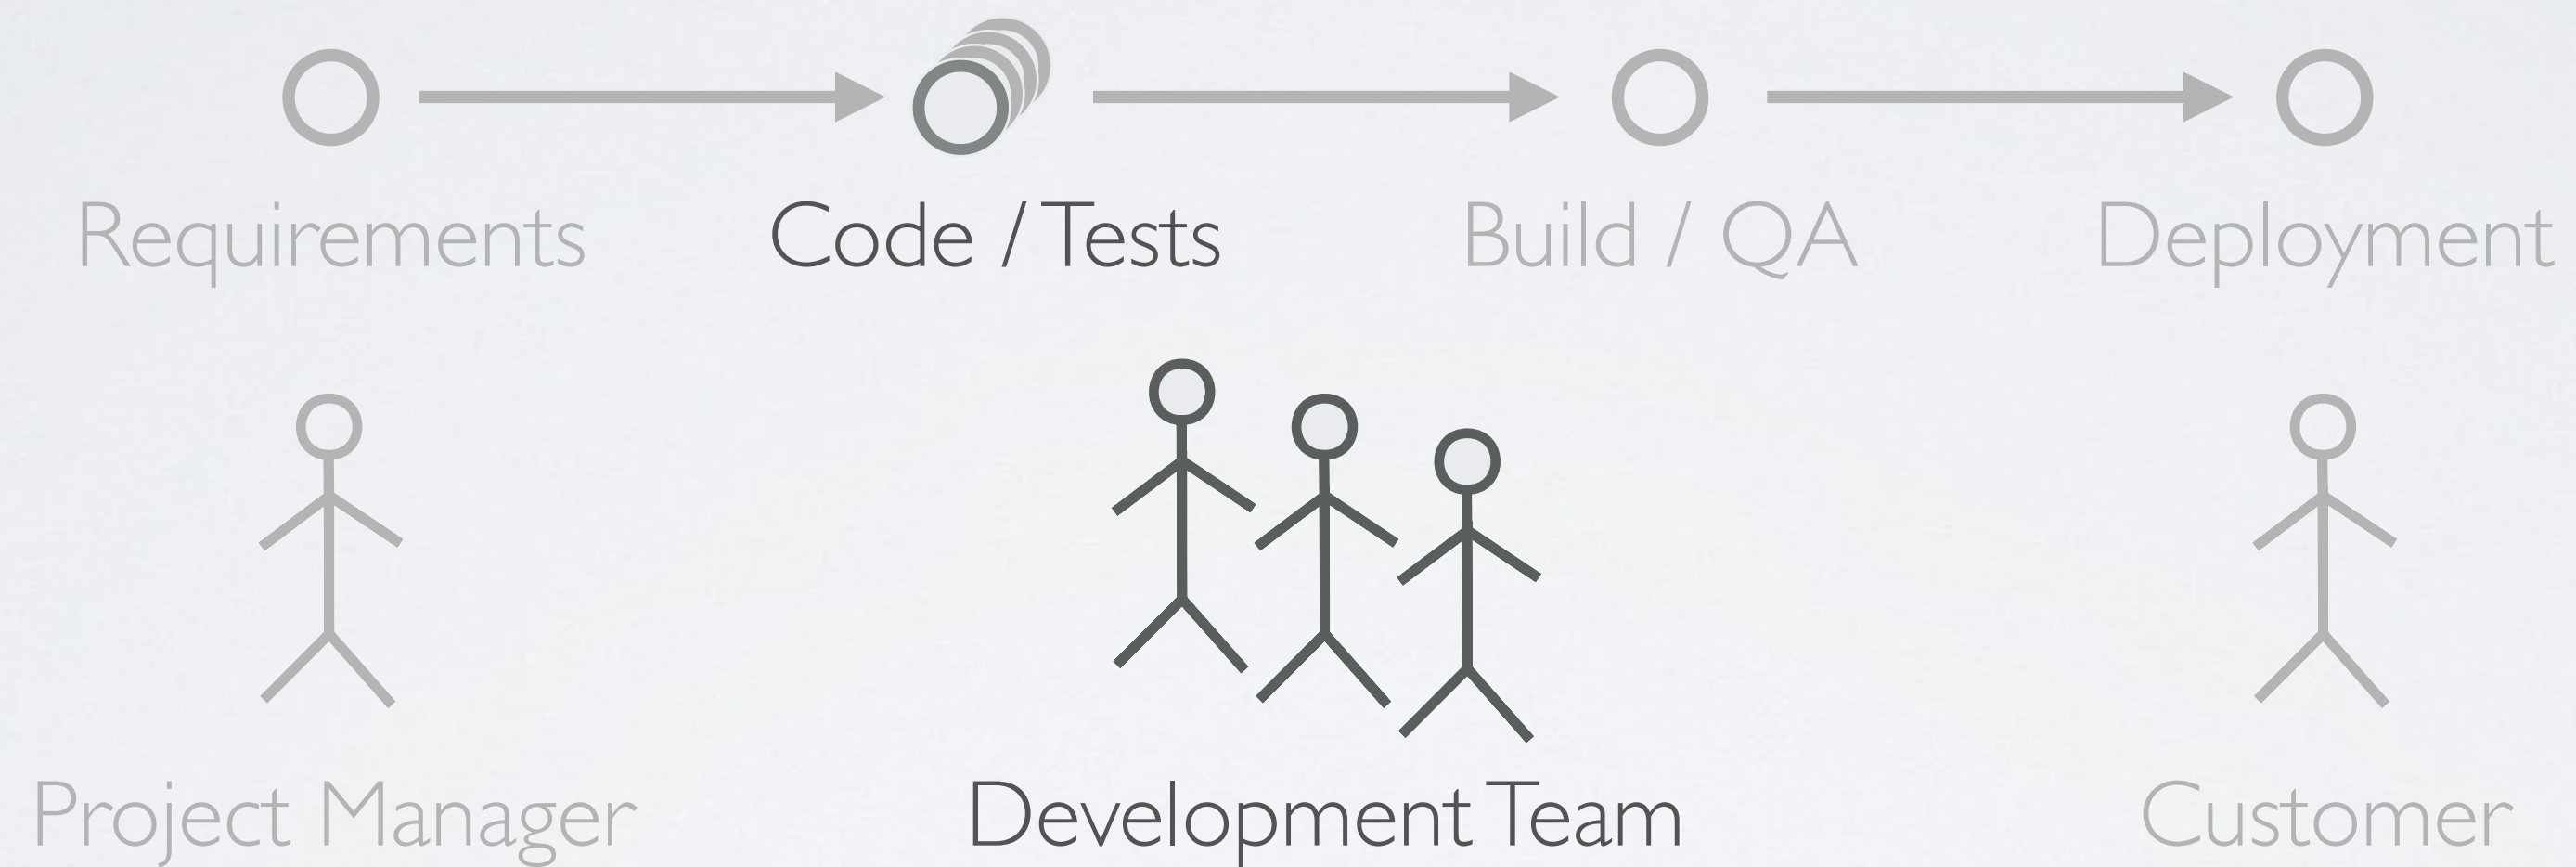 Requirements
Code / Tests
Build / QA
Deployment
Project Manager
Development Team
Customer